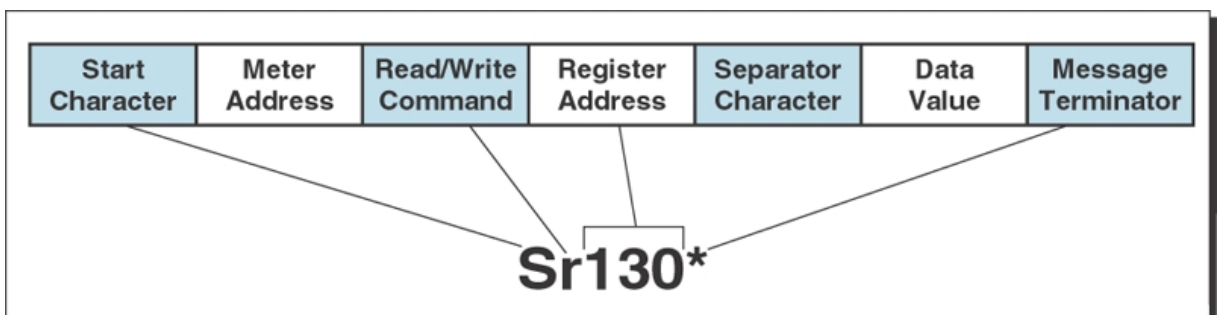 Start Meter Read/Write Register Separator Data Message
Character Address Command Address Character Value Terminator
Sr130*